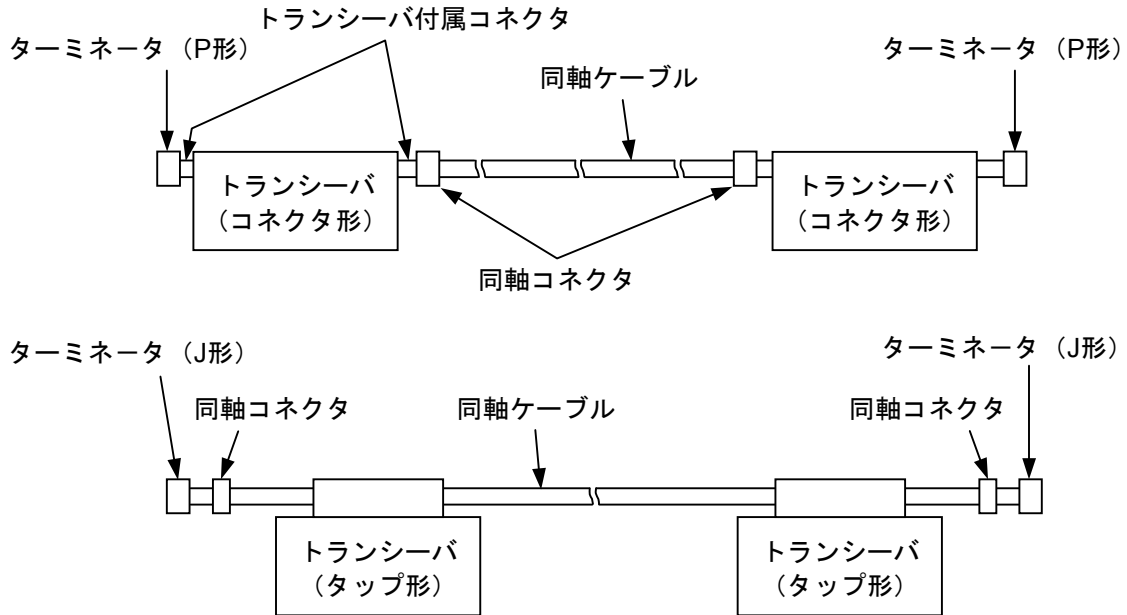 トランシーバ付属コネクタ
ターミネータ（P形）
ターミネータ（P形）
同軸ケーブル
トランシーバ
（コネクタ形）
トランシーバ
（コネクタ形）
同軸コネクタ
ターミネータ（J形）
ターミネータ（J形）
同軸コネクタ
同軸ケーブル
同軸コネクタ
トランシーバ
（タップ形）
トランシーバ
（タップ形）